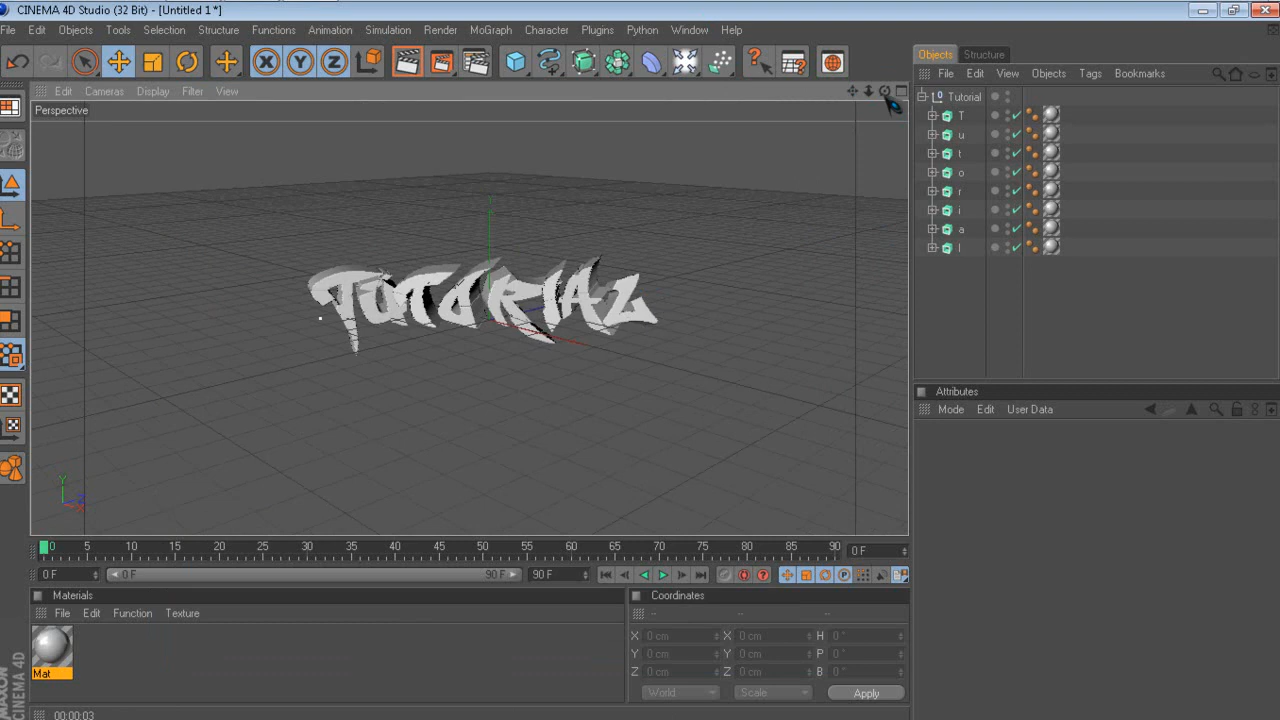 CINEMA 4D Studio (32 Bit) - [Untitled 1 *]
File Edit Objects Tools Selection Structure Functions Animation Simulation Render MoGraph Character Plugins Python Window Help
X Y Z
Edit Cameras Display Filter View
Perspective
TUTORIAL
Y
Z
X
Objects Structure
File Edit View Objects Tags Bookmarks
Tutorial
T
u
t
o
r
i
a
l
Attributes
Mode Edit User Data
0 5 10 15 20 25 30 35 40 45 50 55 60 65 70 75 80 85 90 0 F
0 F 0 F 90 F 90 F
Materials
File Edit Function Texture
Mat
Coordinates
-- -- --
X 0 cm X 0 cm H 0 °
Y 0 cm Y 0 cm P 0 °
Z 0 cm Z 0 cm B 0 °
World Scale Apply
MAXON CINEMA 4D
00:00:03